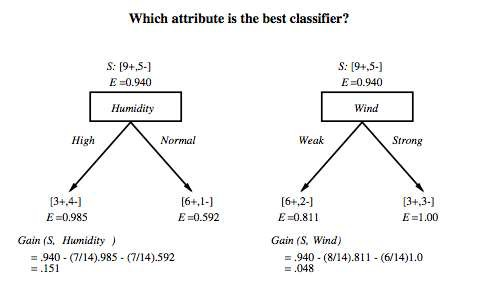 Which attribute is the best classifier?
S: [9+,5-]
E =0.940
Humidity
High
Normal
[3+,4-]
E =0.985
[6+,1-]
E =0.592
Gain (S, Humidity )
= .940 - (7/14).985 - (7/14).592
= .151
S: [9+,5-]
E =0.940
Wind
Weak
Strong
[6+,2-]
E =0.811
[3+,3-]
E =1.00
Gain (S, Wind)
= .940 - (8/14).811 - (6/14)1.0
= .048